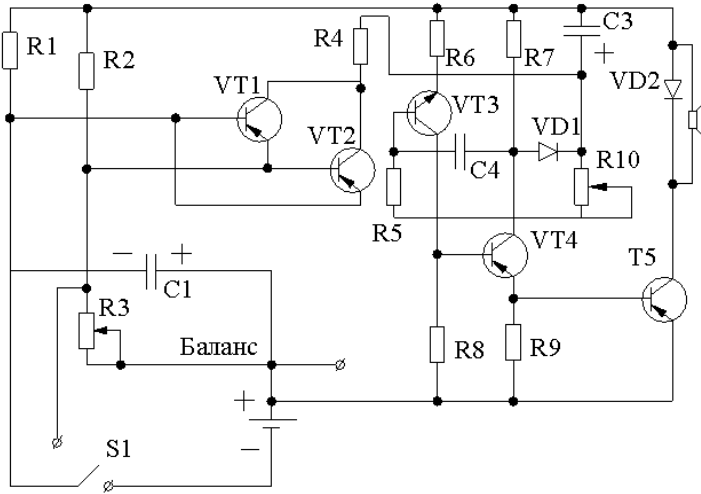 R1
R2
R4
R6
R7
C3
+
VT1
VT3
VD2
VT2
VD1
C4
R10
R5
VT4
T5
− +
C1
R3
Баланс
R8
R9
+
−
S1